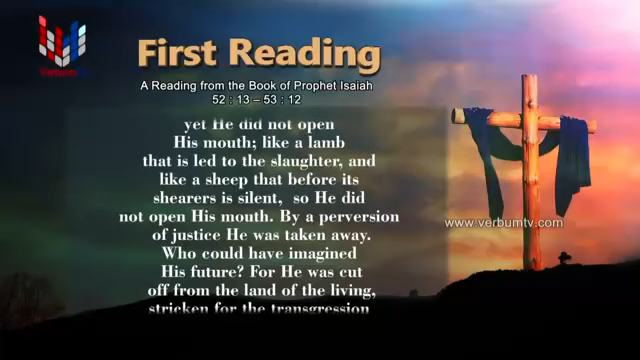 VerbumTV
First Reading
A Reading from the Book of Prophet Isaiah
52 : 13 – 53 : 12
yet He did not open
His mouth; like a lamb
that is led to the slaughter, and
like a sheep that before its
shearers is silent, so He did
not open His mouth. By a perversion
of justice He was taken away.
Who could have imagined
His future? For He was cut
off from the land of the living,
stricken for the transgression
www.verbumtv.com